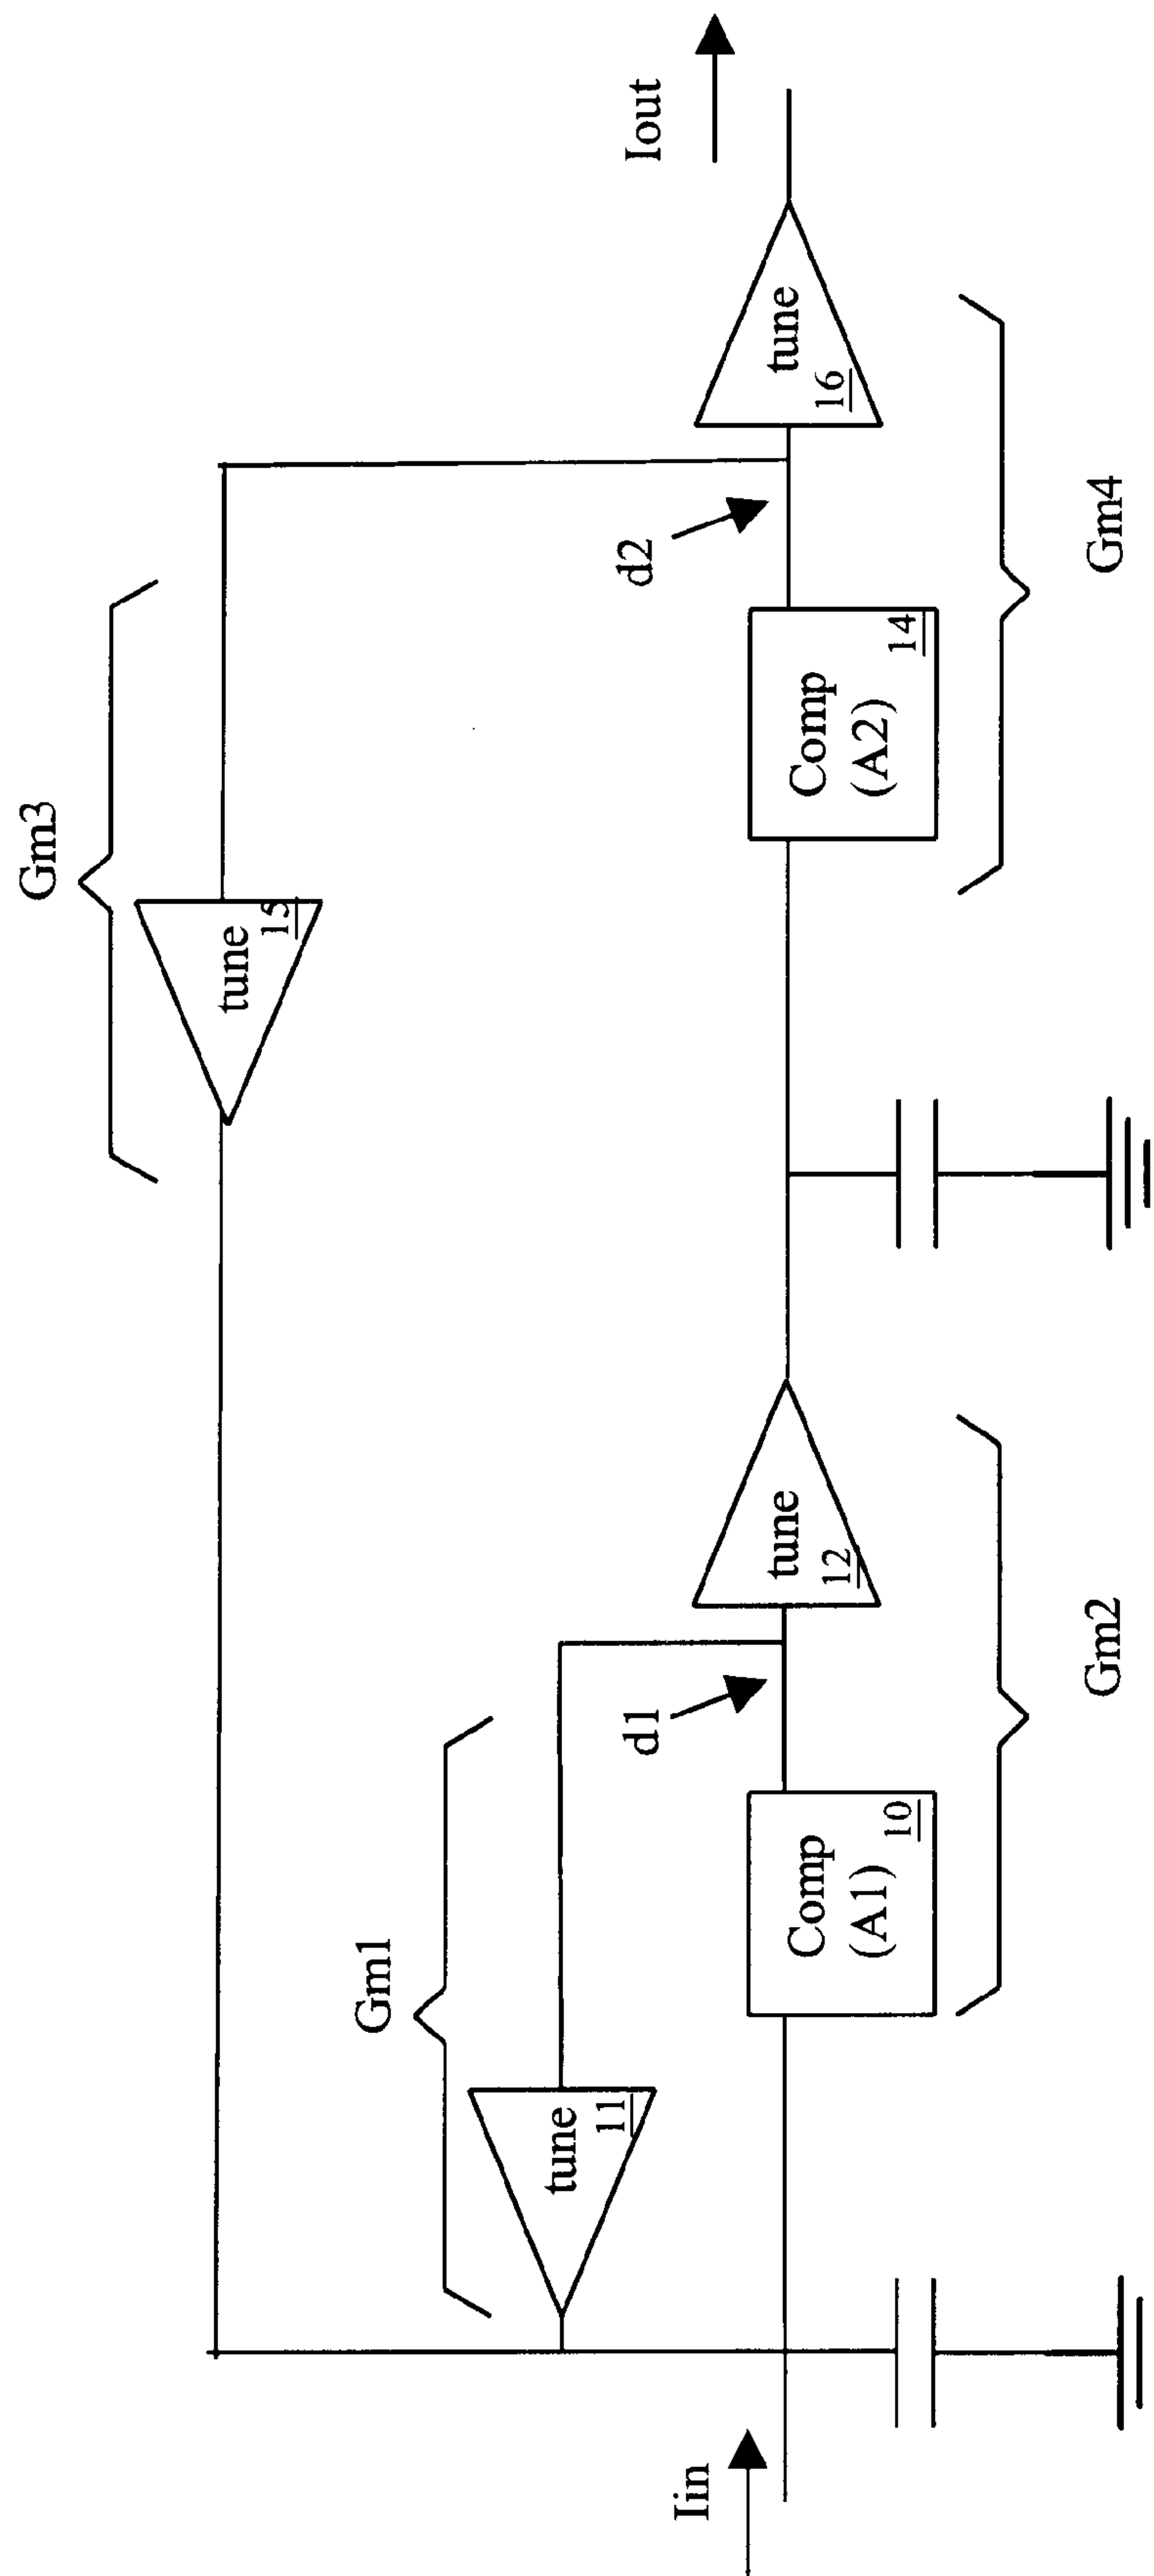 Gm3
tune
15
Gm1
tune
11
Iin
Comp
(A1)
10
d1
tune
12
Gm2
Comp
(A2)
14
d2
tune
16
Gm4
Iout